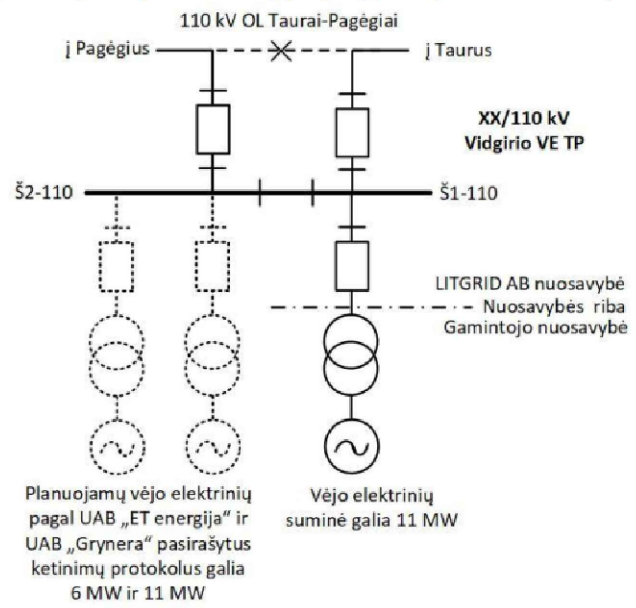 110 kV OL Taurai-Pagėgiai
į Pagėgius
į Taurus
XX/110 kV
Vidgirio VE TP
Š2-110
Š1-110
LITGRID AB nuosavybė
Nuosavybės riba
Gamintojo nuosavybė
Planuojamų vėjo elektrinių
pagal UAB „ET energija" ir
UAB „Grynera" pasirašytus
ketinimų protokolus galia
6 MW ir 11 MW
Vėjo elektrinių
suminė galia 11 MW